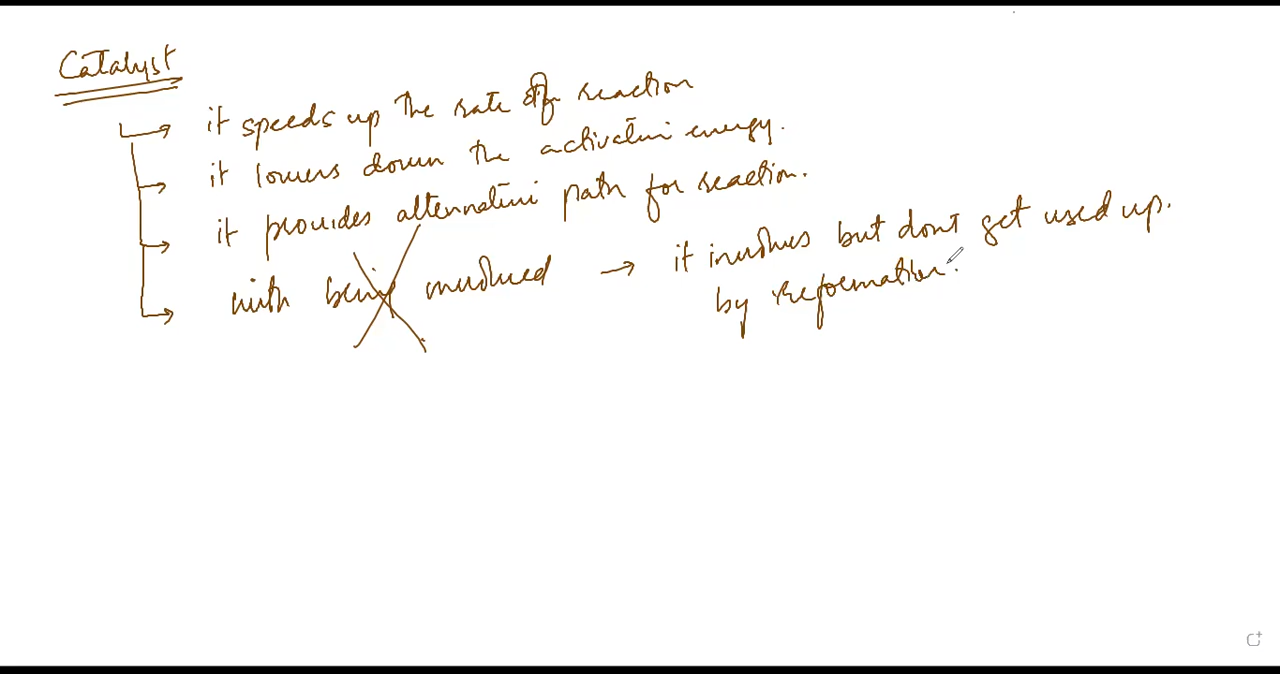 Catalyst
it speeds up the rate of reaction
it lowers down the activation energy.
it provides alternative path for reaction.
with being involved → it involves but dont get used up.
by reformation.